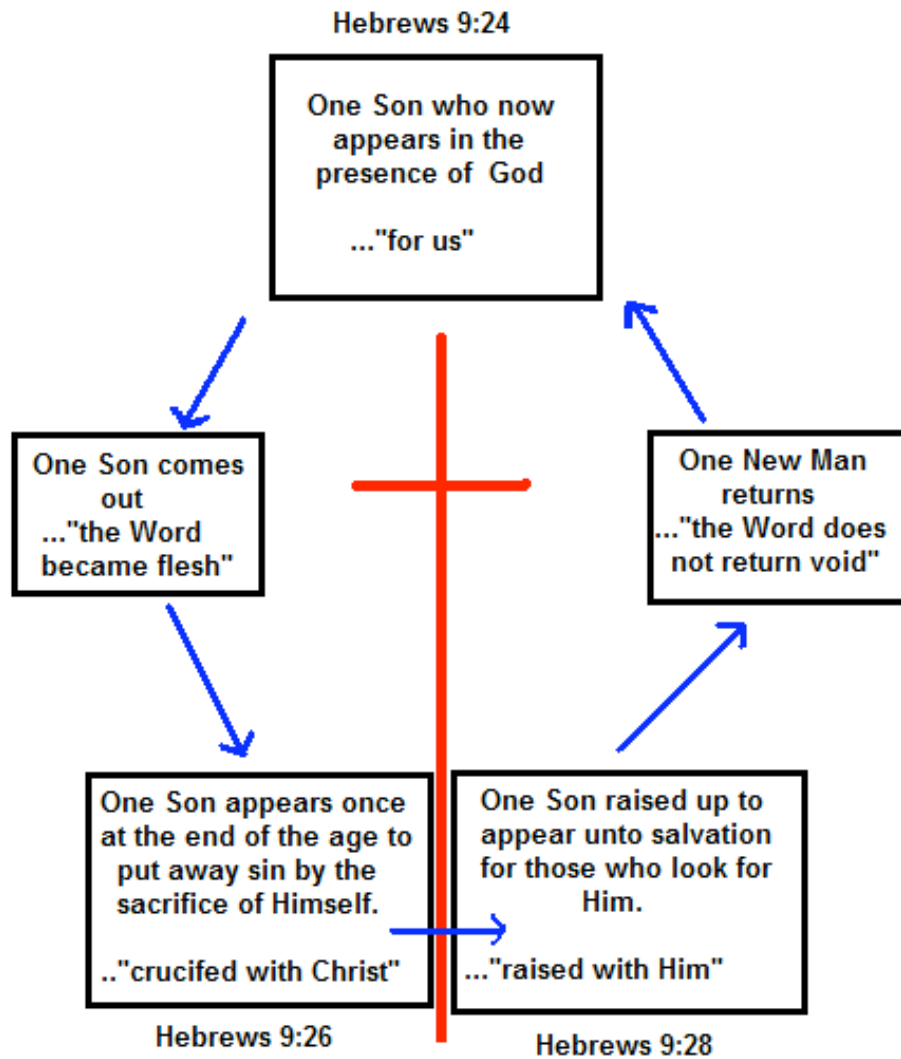 Hebrews 9:24
One Son who now
appears in the
presence of God
..."for us"
One Son comes
out
..."the Word
became flesh"
One New Man
returns
..."the Word does
not return void"
One Son appears once
at the end of the age to
put away sin by the
sacrifice of Himself.
.."crucifed with Christ"
One Son raised up to
appear unto salvation
for those who look for
Him.
..."raised with Him"
Hebrews 9:26
Hebrews 9:28